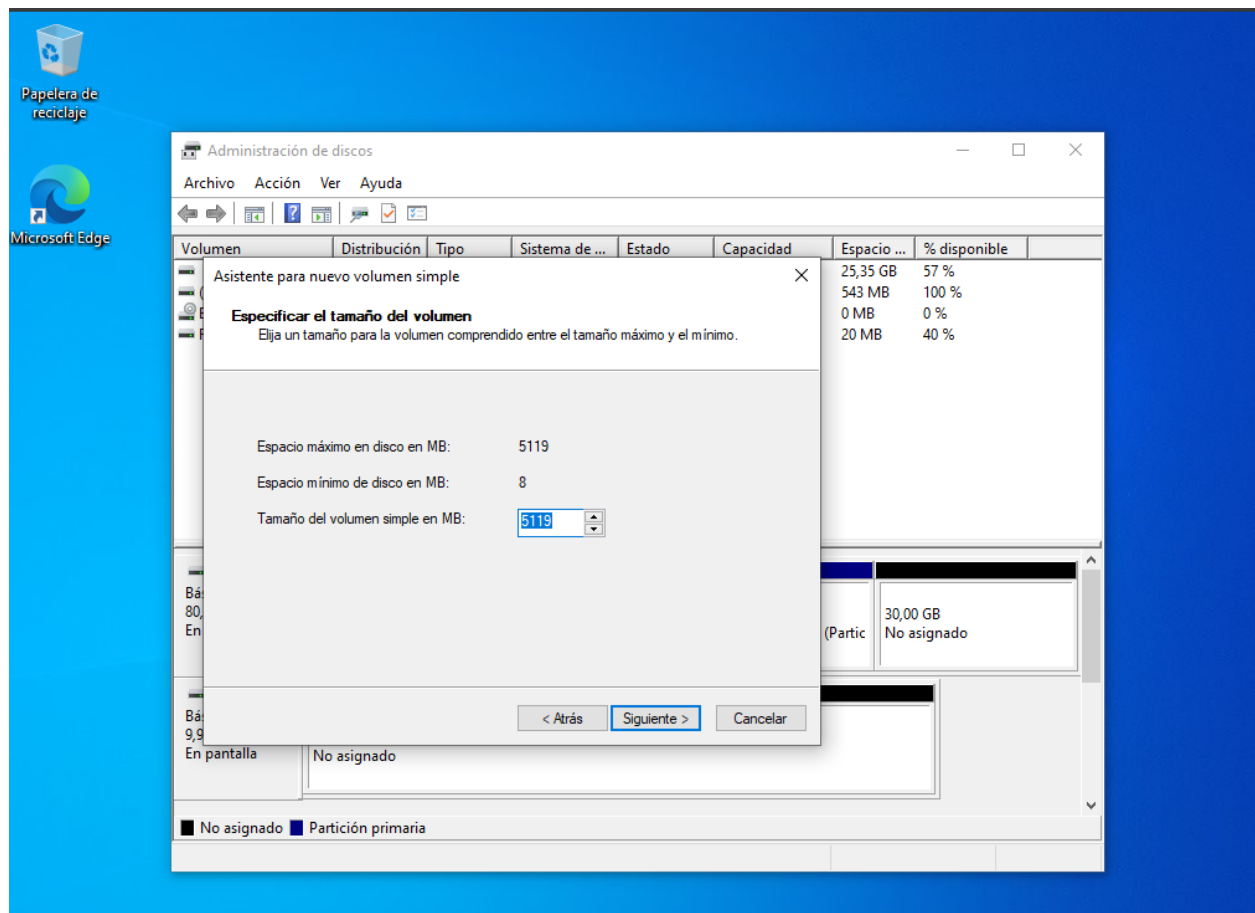 Papelera de
reciclaje
Microsoft Edge
Administración de discos
Archivo Acción Ver Ayuda
Volumen Distribución Tipo Sistema de ... Estado Capacidad Espacio ... % disponible
25,35 GB 57 %
( 543 MB 100 %
E 0 MB 0 %
20 MB 40 %
Asistente para nuevo volumen simple
Especificar el tamaño del volumen
Elija un tamaño para la volumen comprendido entre el tamaño máximo y el mínimo.
Espacio máximo en disco en MB: 5119
Espacio mínimo de disco en MB: 8
Tamaño del volumen simple en MB: 5119
< Atrás Siguiente > Cancelar
80,
En
(Partic
30,00 GB
No asignado
9,9
En pantalla
No asignado
No asignado Partición primaria